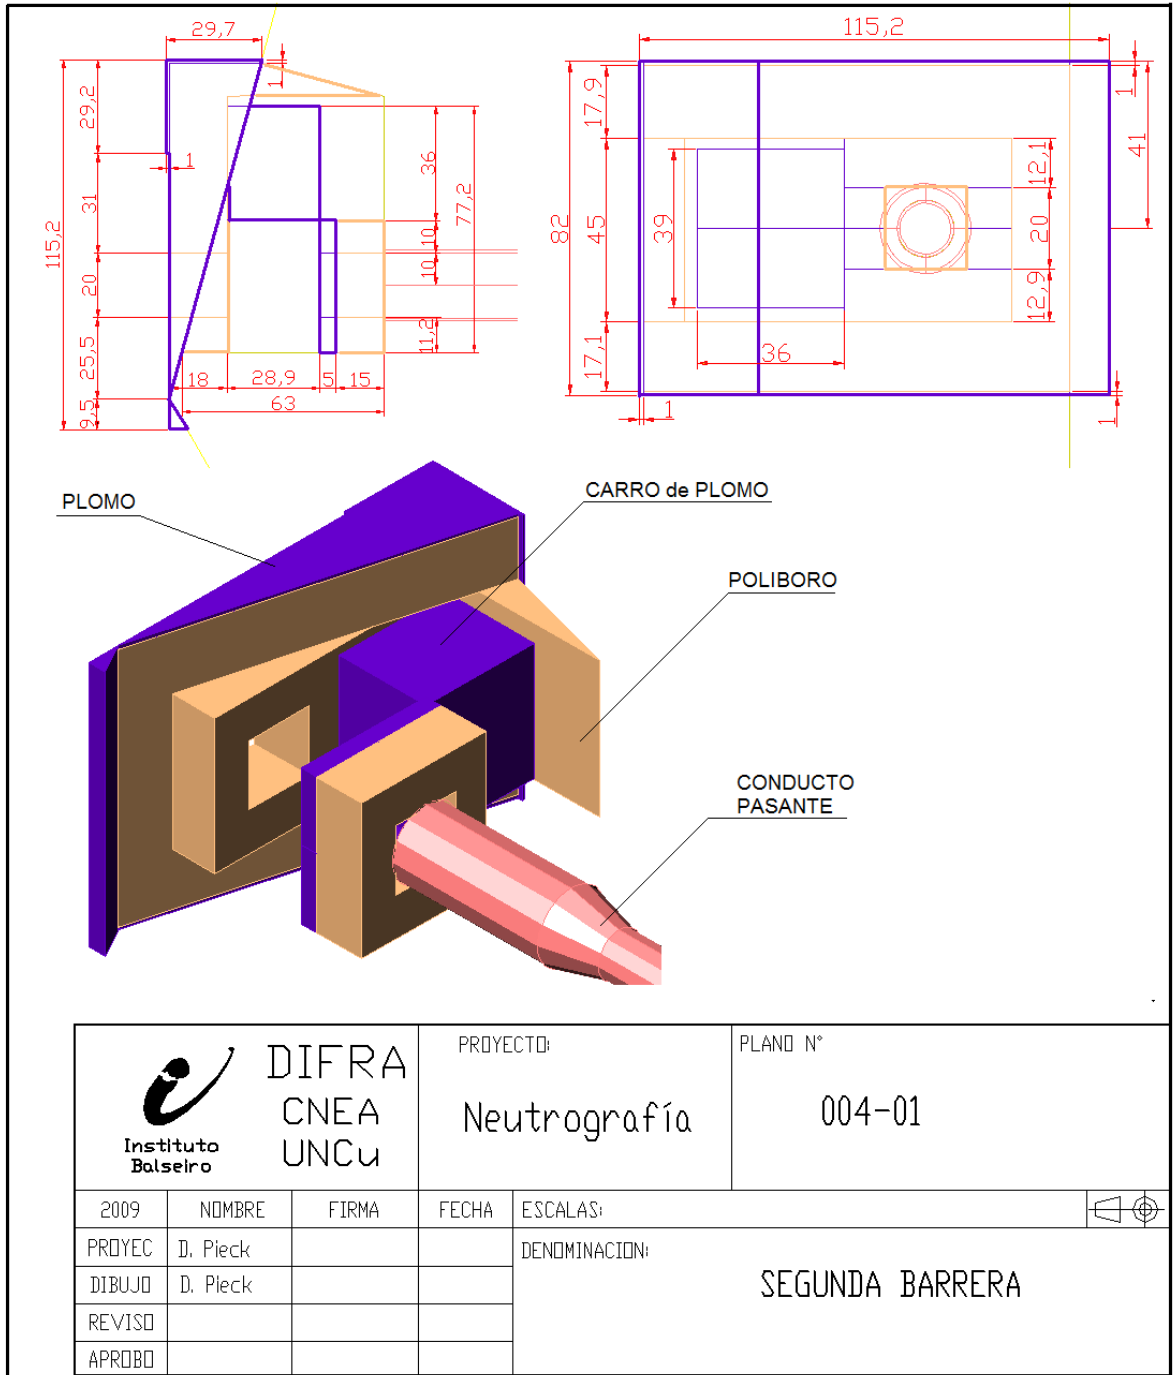 29,7
1
29,2
1
31
115,2
20
25,5
9,5
36
77,2
10
10
11,2
18
28,9
5
15
63
115,2
17,9
1
41
12,1
82
45
39
20
12,9
36
17,1
1
1
PLOMO
CARRO de PLOMO
POLIBORO
CONDUCTO
PASANTE
Instituto
Balseiro
DIFRA
CNEA
UNCu
PROYECTO:
Neutrografía
PLANO N°
004-01
2009 NOMBRE FIRMA FECHA ESCALAS:
PROYEC D. Pieck
DENOMINACION:
DIBUJO D. Pieck
SEGUNDA BARRERA
REVISO
APROBO